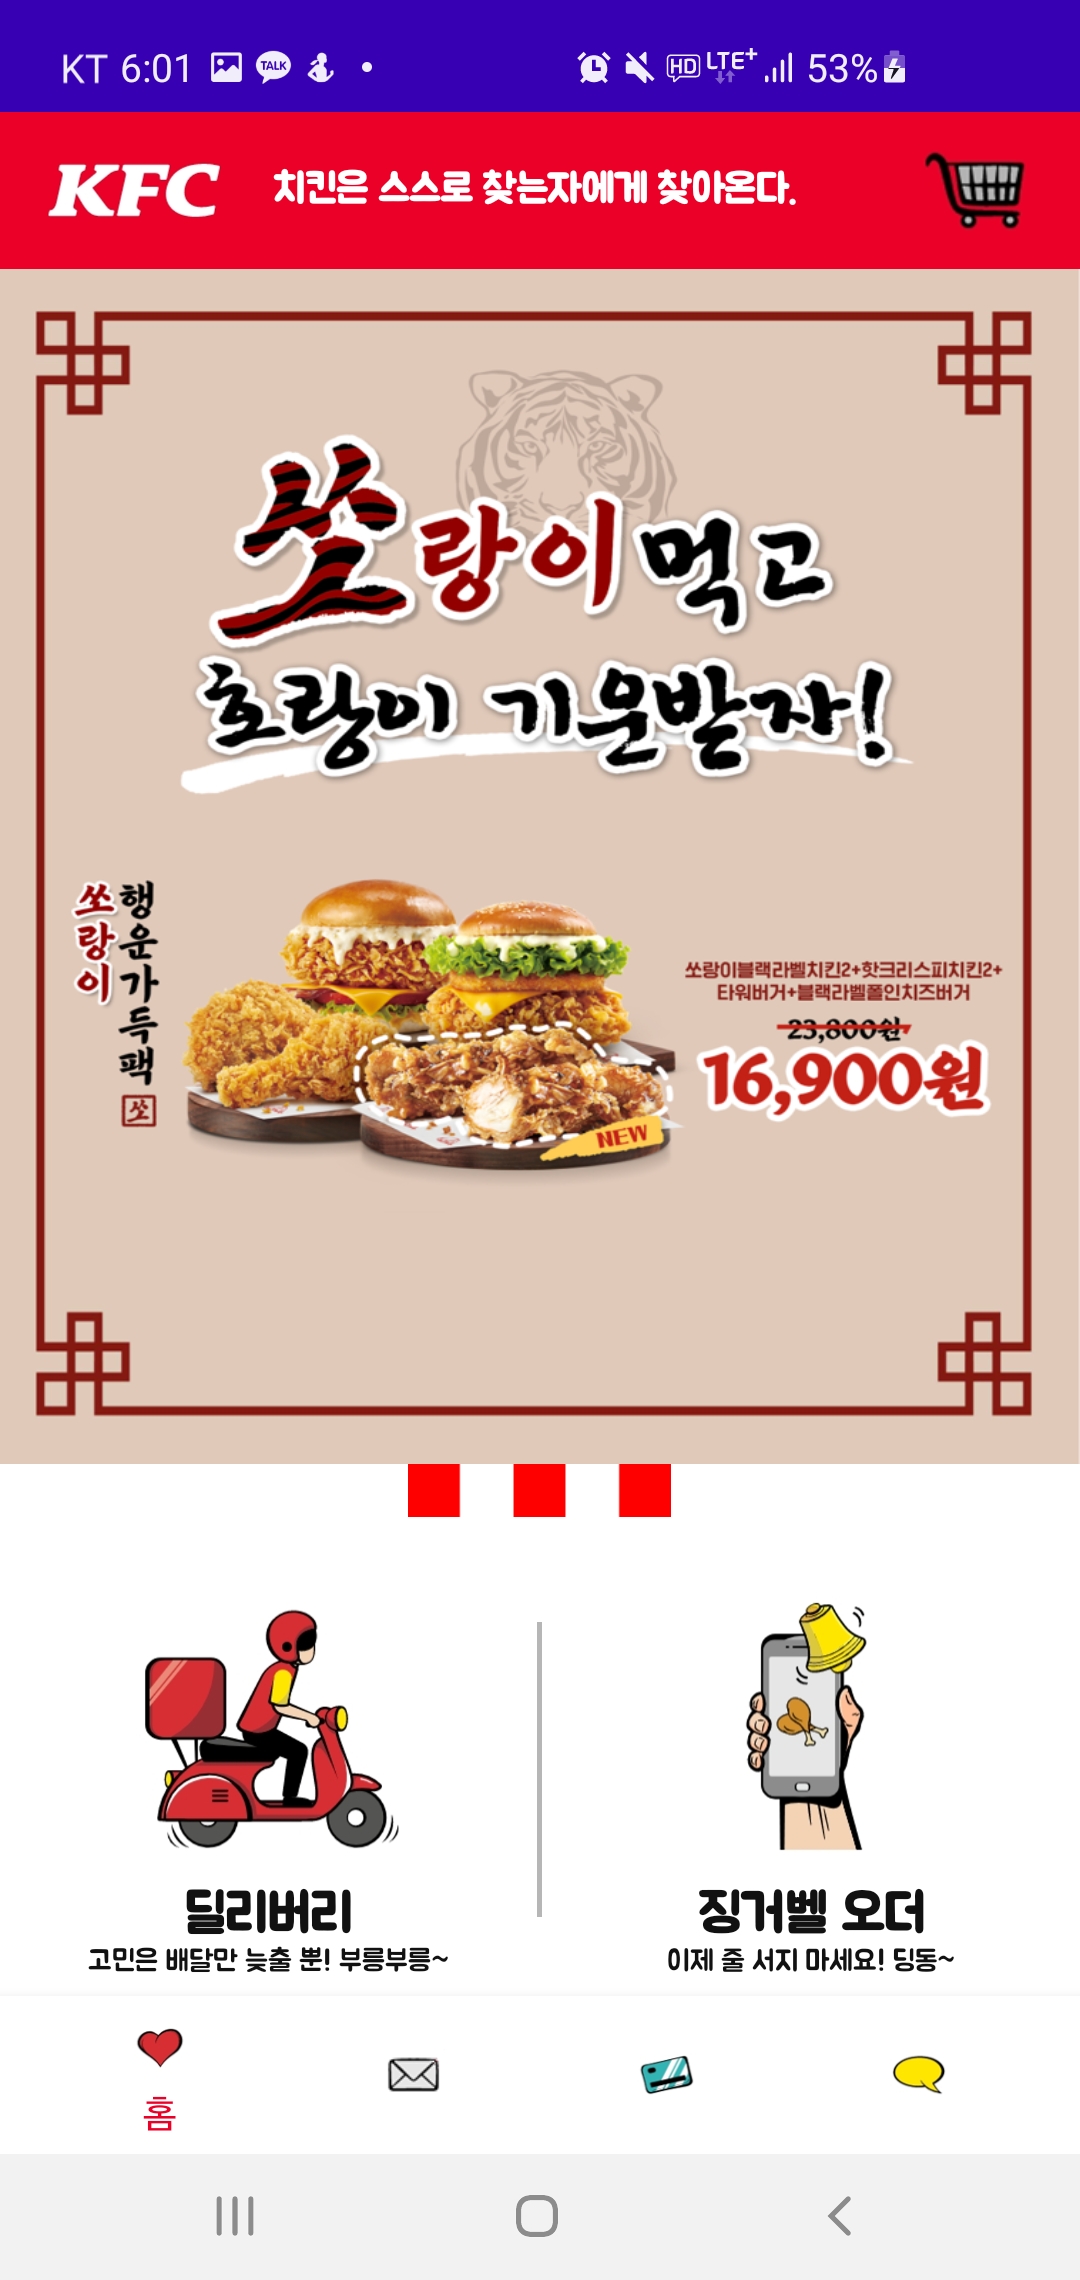 KT 6:01 TALK HD LTE+ 53%
KFC 치킨은 스스로 찾는자에게 찾아온다.
쏘랑이 먹고
호랑이 기운받자!
행운가득팩
쏘랑이
쏘
쏘랑이블랙라벨치킨2+핫크리스피치킨2+
타워버거+블랙라벨폴인치즈버거
23,800원
16,900원
NEW
딜리버리
고민은 배달만 늦출 뿐! 부릉부릉~
징거벨 오더
이제 줄 서지 마세요! 딩동~
홈